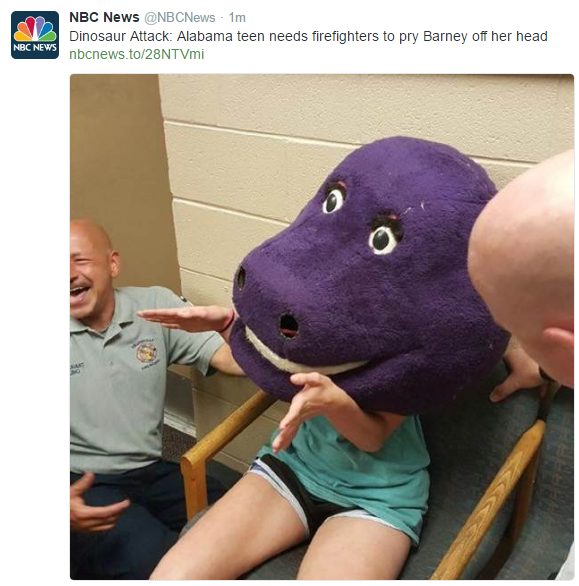 NBC News @NBCNews · 1m
Dinosaur Attack: Alabama teen needs firefighters to pry Barney off her head
nbcnews.to/28NTVmi
NBC NEWS